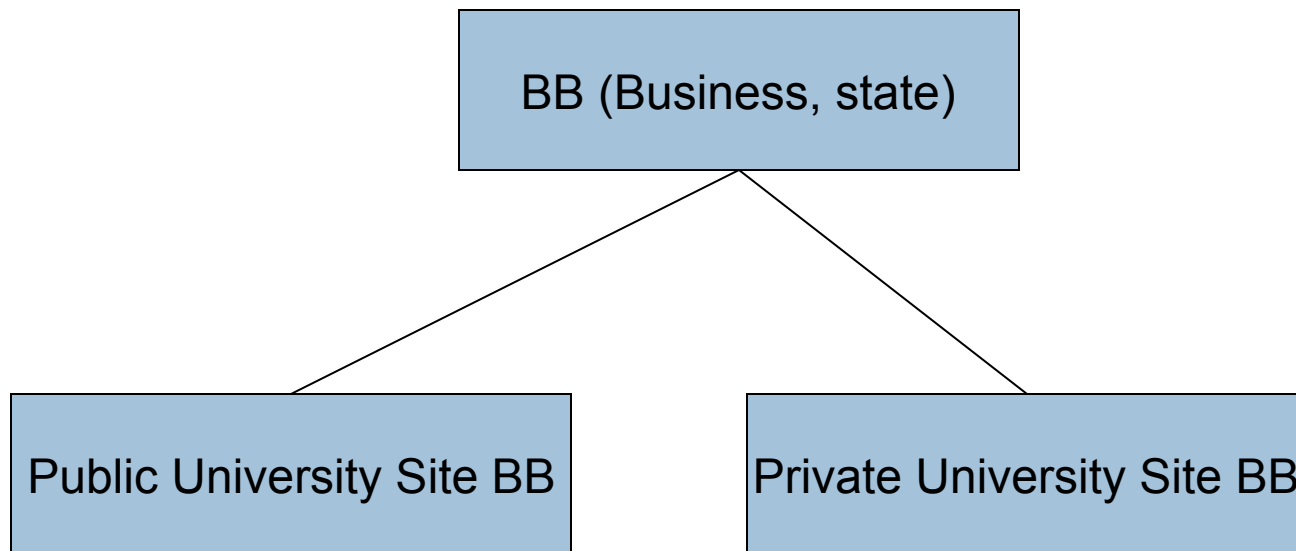 BB (Business, state)
Public University Site BB
Private University Site BB